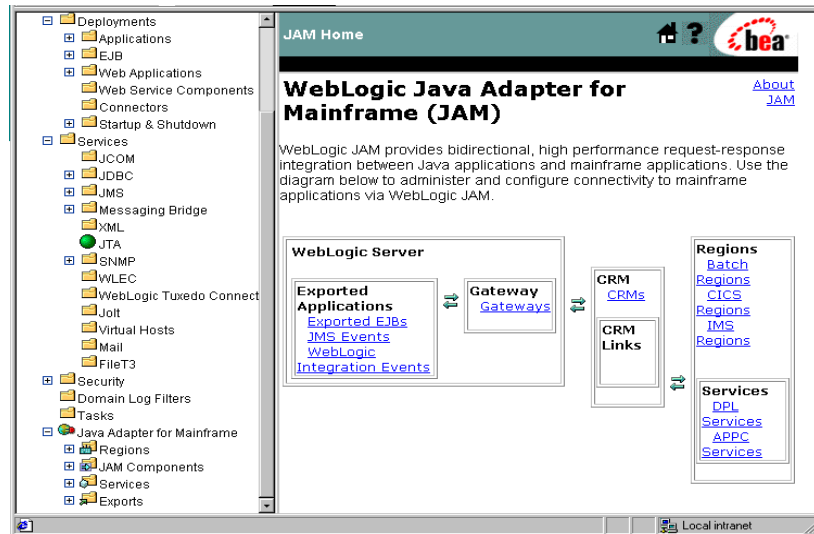 Deployments
Applications
EJB
Web Applications
Web Service Components
Connectors
Startup & Shutdown
Services
JCOM
JDBC
JMS
Messaging Bridge
XML
JTA
SNMP
WLEC
WebLogic Tuxedo Connect
Jolt
Virtual Hosts
Mail
FileT3
Security
Domain Log Filters
Tasks
Java Adapter for Mainframe
Regions
JAM Components
Services
Exports
JAM Home
?
bea
WebLogic Java Adapter for
Mainframe (JAM)
About
JAM
WebLogic JAM provides bidirectional, high performance request-response
integration between Java applications and mainframe applications. Use the
diagram below to administer and configure connectivity to mainframe
applications via WebLogic JAM.
WebLogic Server
Exported
Applications
Exported EJBs
JMS Events
WebLogic
Integration Events
Gateway
Gateways
CRM
CRMs
CRM
Links
Regions
Batch
Regions
CICS
Regions
IMS
Regions
Services
DPL
Services
APPC
Services
Local intranet